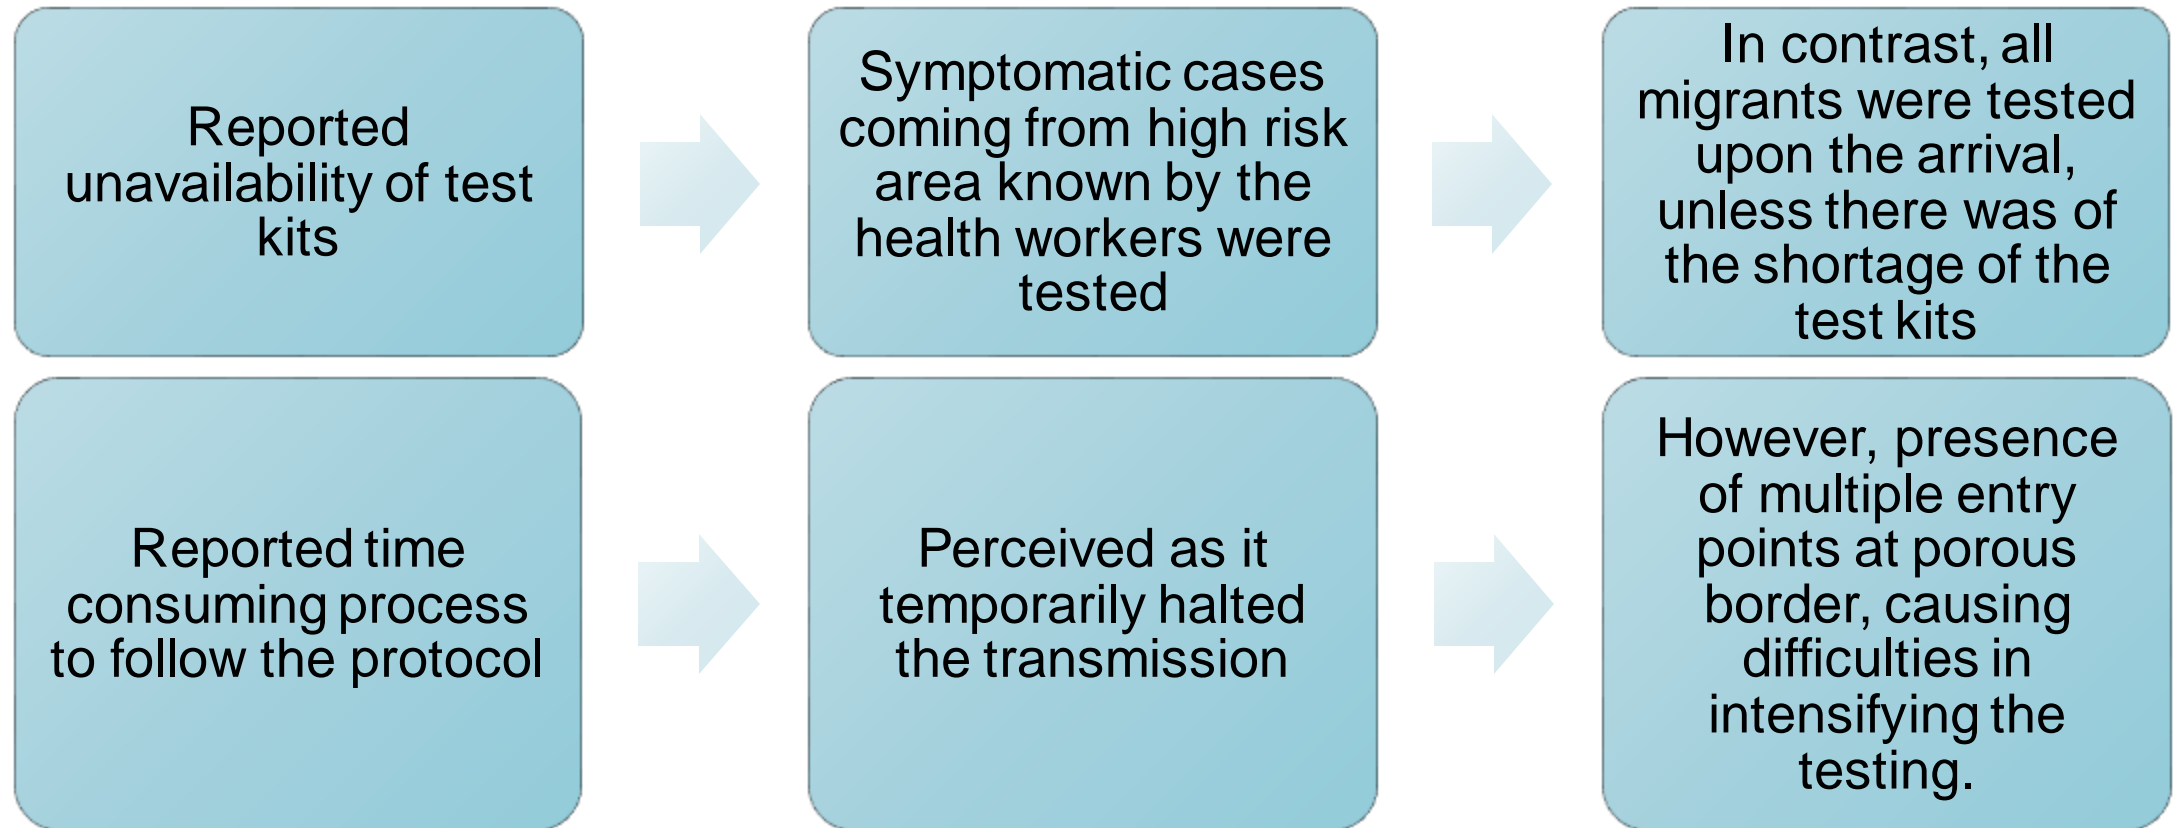 Reported
unavailability of test
kits
Symptomatic cases
coming from high risk
area known by the
health workers were
tested
In contrast, all
migrants were tested
upon the arrival,
unless there was of
the shortage of the
test kits
Reported time
consuming process
to follow the protocol
Perceived as it
temporarily halted
the transmission
However, presence
of multiple entry
points at porous
border, causing
difficulties in
intensifying the
testing.